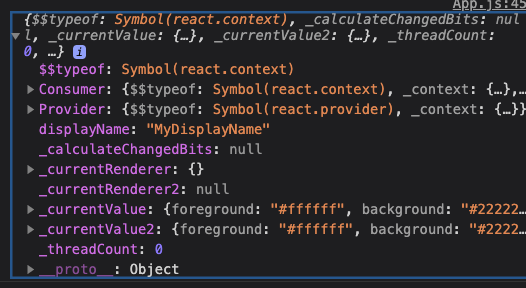 App.js:45
{$$typeof: Symbol(react.context), _calculateChangedBits: nul
l, _currentValue: {…}, _currentValue2: {…}, _threadCount:
0, …} i
$$typeof: Symbol(react.context)
Consumer: {$$typeof: Symbol(react.context), _context: {…},…
Provider: {$$typeof: Symbol(react.provider), _context: {…}}
displayName: "MyDisplayName"
_calculateChangedBits: null
_currentRenderer: {}
_currentRenderer2: null
_currentValue: {foreground: "#ffffff", background: "#22222…
_currentValue2: {foreground: "#ffffff", background: "#2222…
_threadCount: 0
__proto__: Object